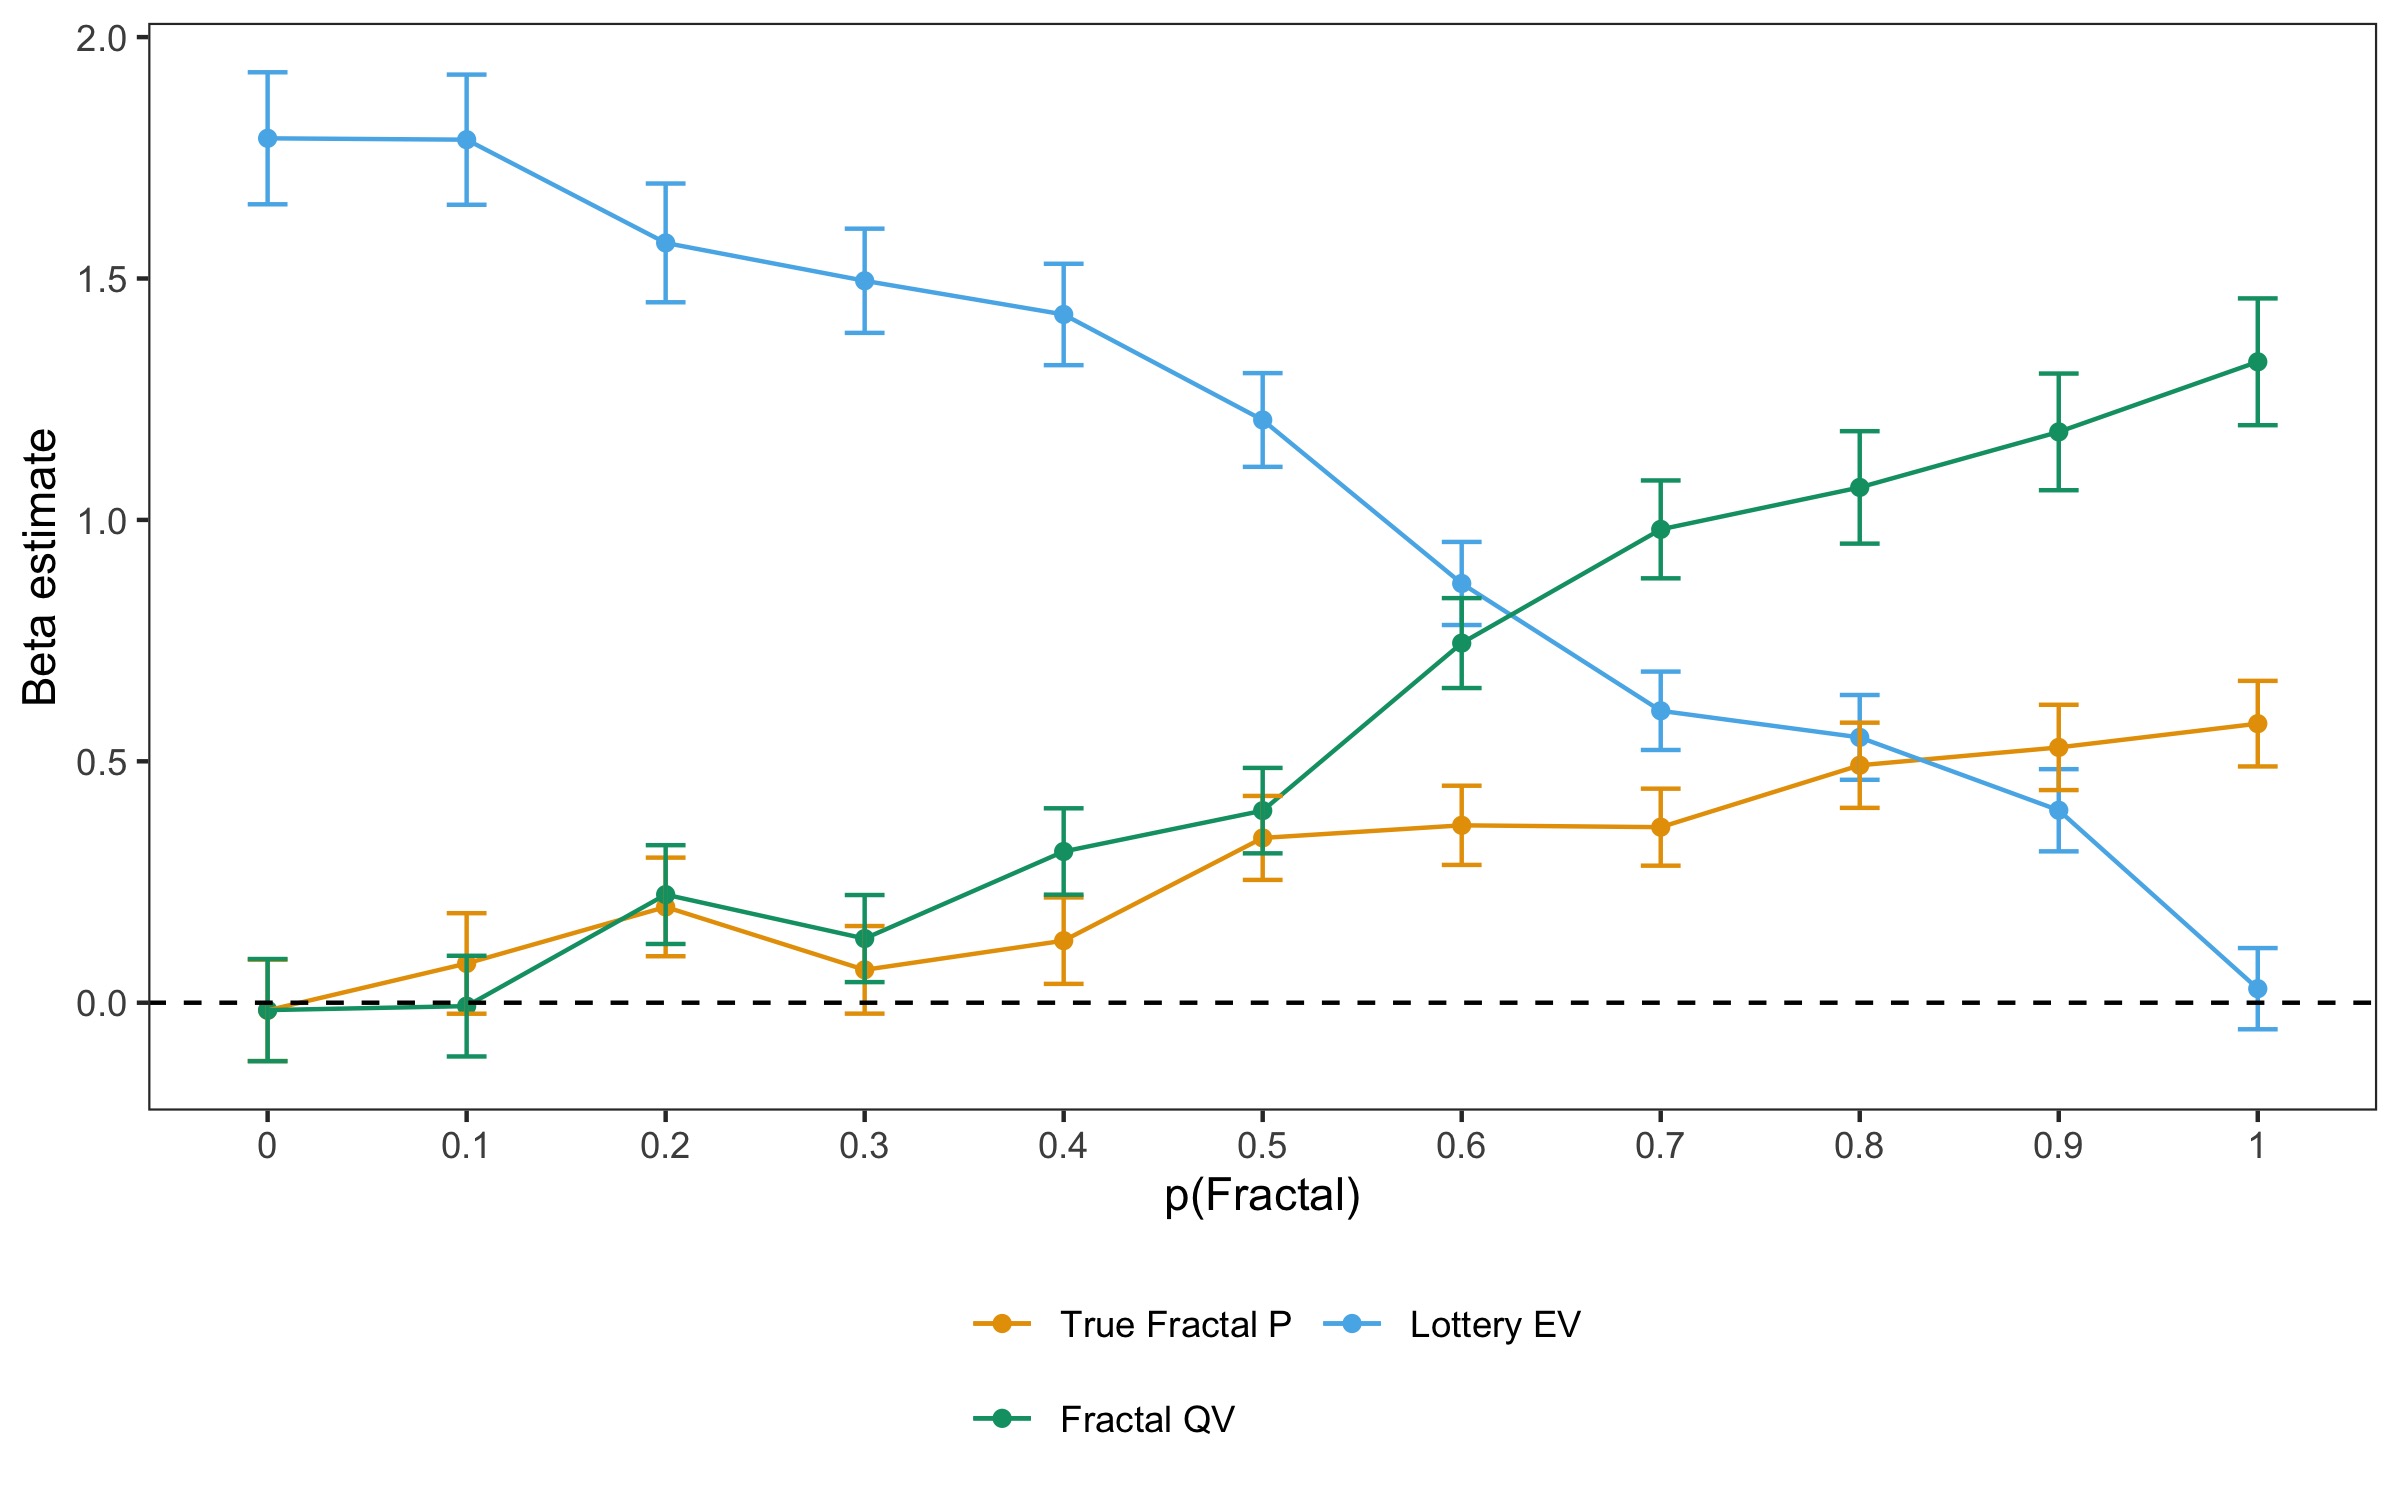 2.0
1.5
1.0
0.5
0.0
Beta estimate
0 0.1 0.2 0.3 0.4 0.5 0.6 0.7 0.8 0.9 1
p(Fractal)
True Fractal P Lottery EV
Fractal QV